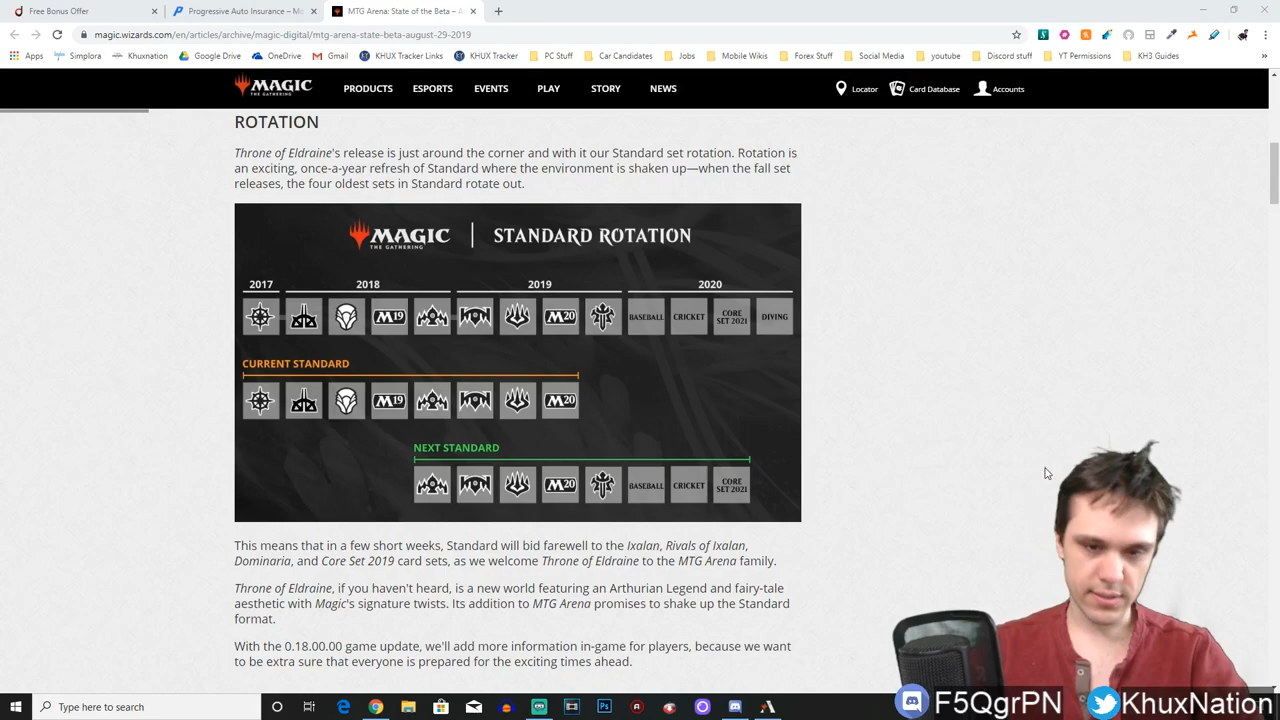 Free Bonus Offer
Progressive Auto Insurance – Mo
MTG Arena: State of the Beta – A
magic.wizards.com/en/articles/archive/magic-digital/mtg-arena-state-beta-august-29-2019
Apps Simplora Khuxnation Google Drive OneDrive Gmail KHUX Tracker Links KHUX Tracker PC Stuff Car Candidates Jobs Mobile Wikis Forex Stuff Social Media youtube Discord stuff YT Permissions KH3 Guides
MAGIC PRODUCTS ESPORTS EVENTS PLAY STORY NEWS Locator Card Database Accounts
ROTATION
Throne of Eldraine's release is just around the corner and with it our Standard set rotation. Rotation is
an exciting, once-a-year refresh of Standard where the environment is shaken up—when the fall set
releases, the four oldest sets in Standard rotate out.
MAGIC THE GATHERING | STANDARD ROTATION
2017 2018 2019 2020
M19 M20 BASEBALL CRICKET CORE SET 2021 DIVING
CURRENT STANDARD
M19 M20
NEXT STANDARD
M20 BASEBALL CRICKET CORE SET 2021
This means that in a few short weeks, Standard will bid farewell to the Ixalan, Rivals of Ixalan,
Dominaria, and Core Set 2019 card sets, as we welcome Throne of Eldraine to the MTG Arena family.
Throne of Eldraine, if you haven't heard, is a new world featuring an Arthurian Legend and fairy-tale
aesthetic with Magic's signature twists. Its addition to MTG Arena promises to shake up the Standard
format.
With the 0.18.00.00 game update, we'll add more information in-game for players, because we want
to be extra sure that everyone is prepared for the exciting times ahead.
F5QgrPN KhuxNation
Type here to search